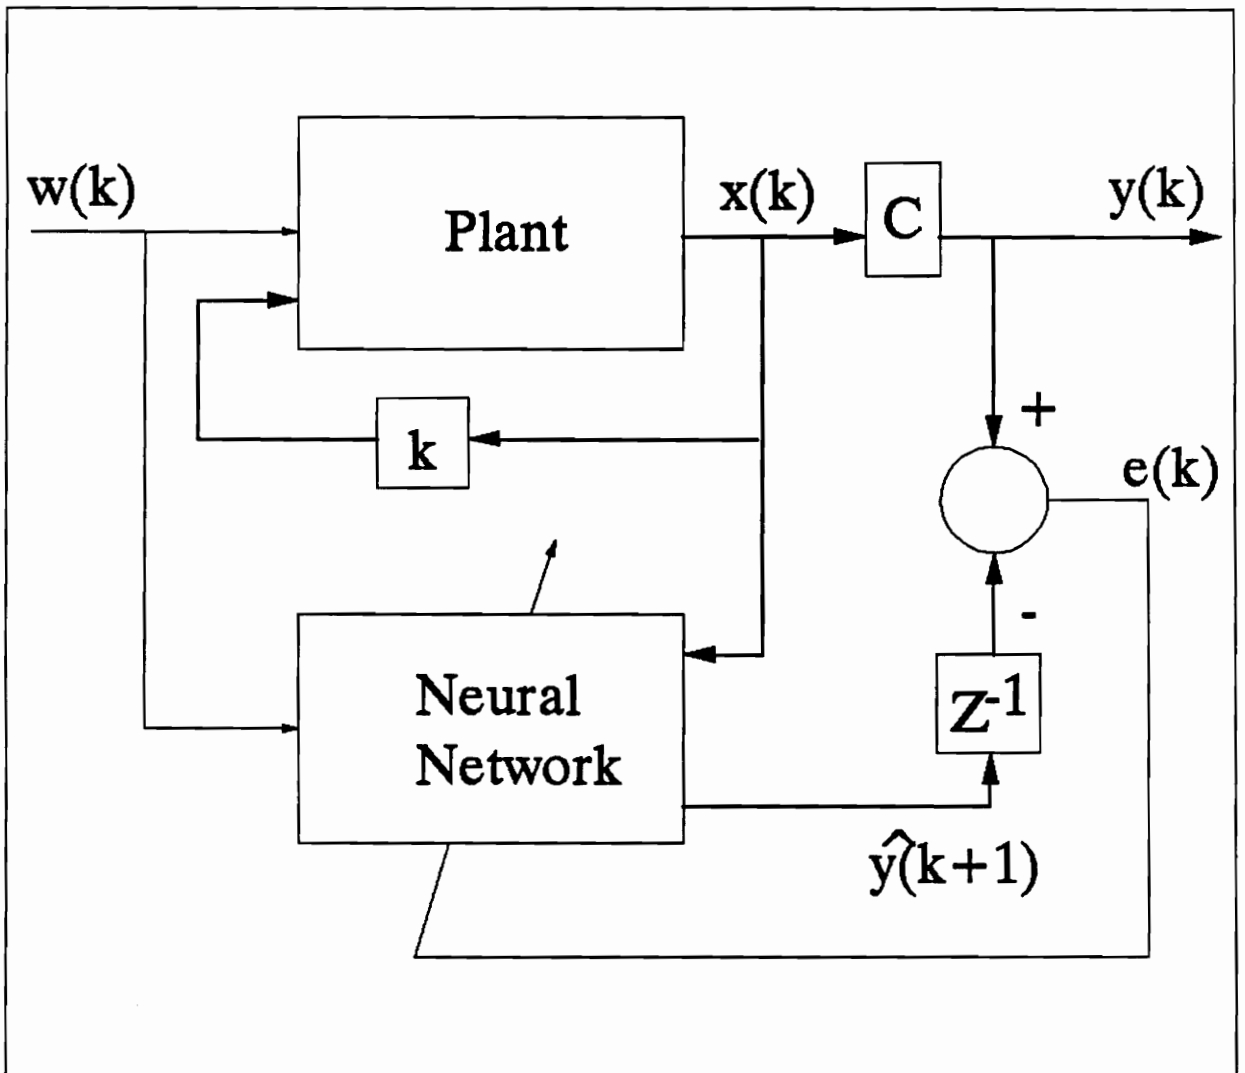 w(k)
Plant
x(k)
C
y(k)
k
+
e(k)
-
Neural
Network
Z-1
ŷ(k+1)